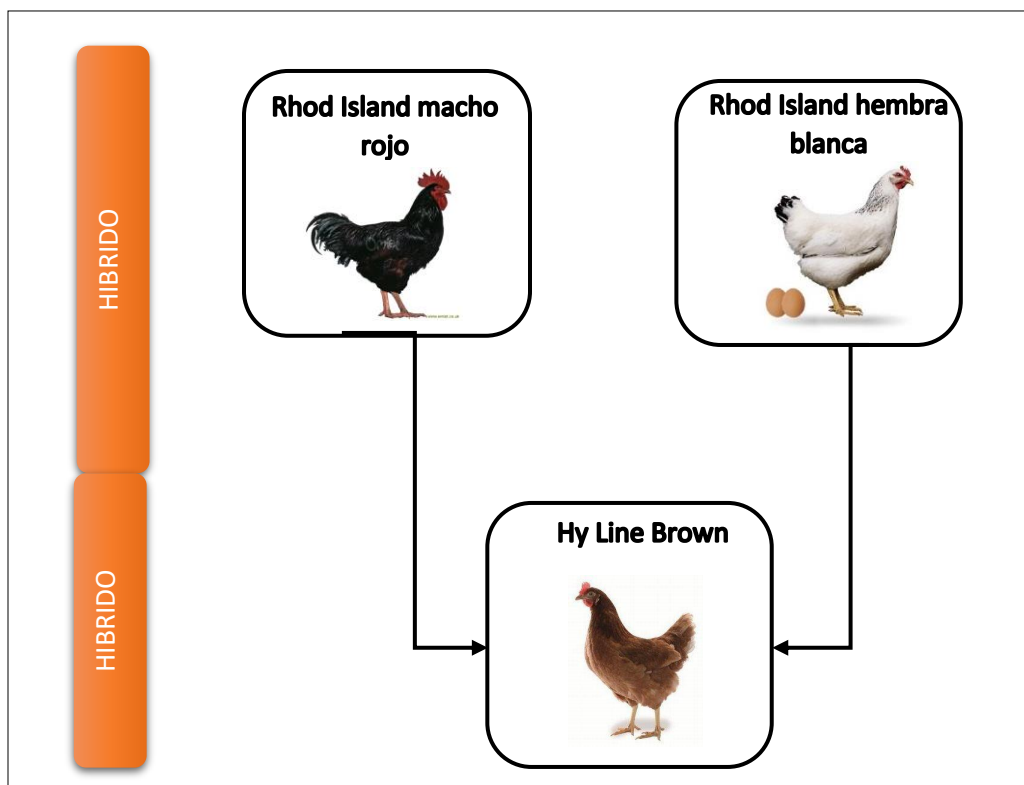 HIBRIDO
Rhod Island macho
rojo
Rhod Island hembra
blanca
HIBRIDO
Hy Line Brown